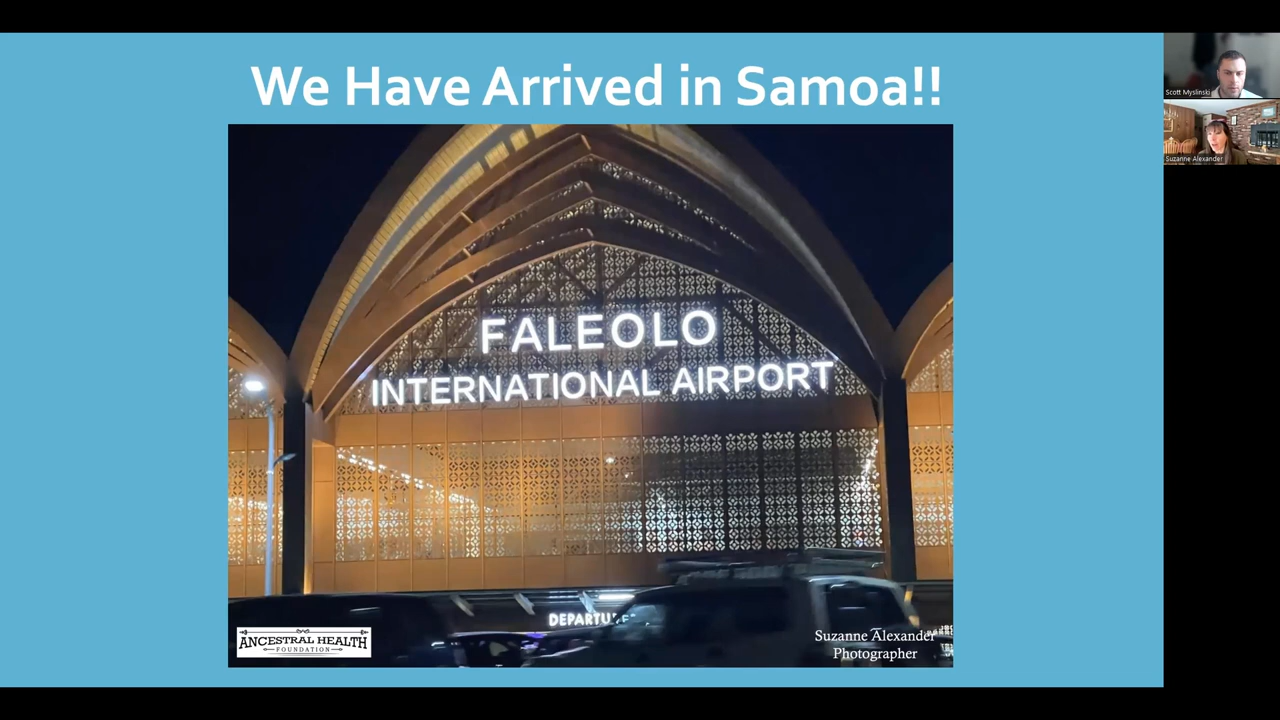 We Have Arrived in Samoa!!
FALEOLO
INTERNATIONAL AIRPORT
ANCESTRAL HEALTH
FOUNDATION
Suzanne Alexander
Photographer
Scott Myslinski
Suzanne Alexander